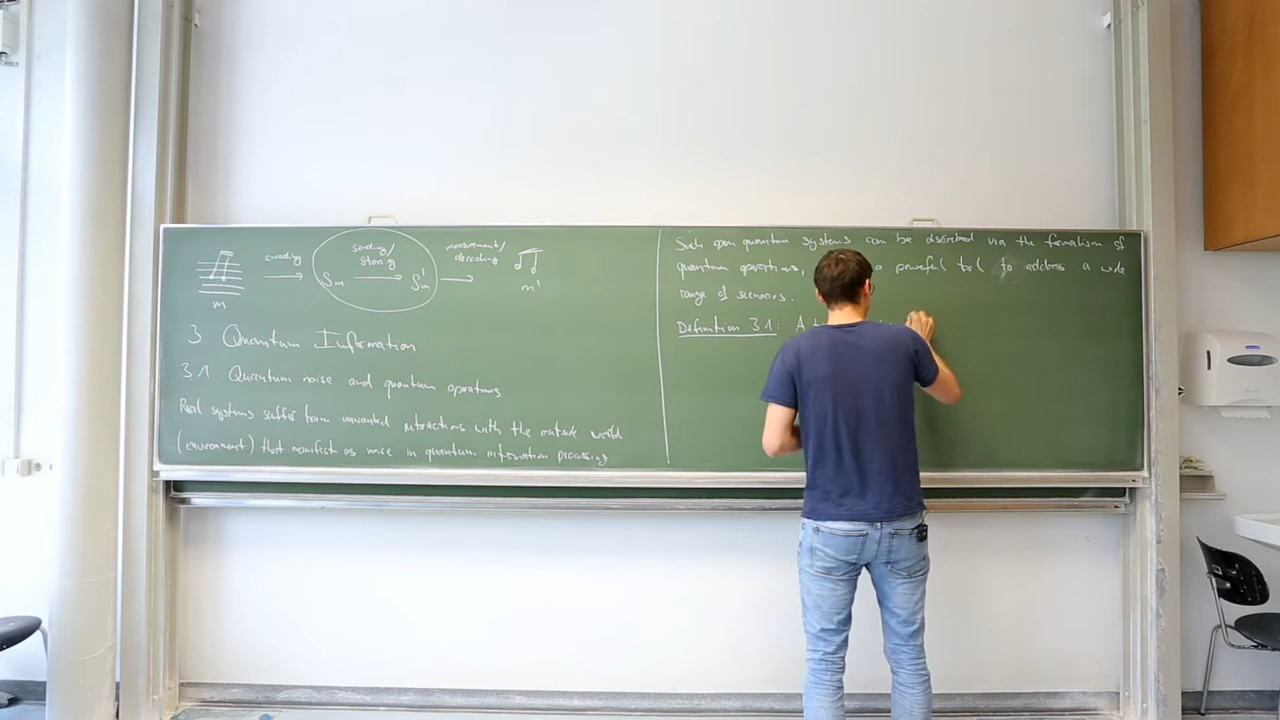 encoding
sending/
storing
measurement/
decoding
Sm
S'm
m
m'
3 Quantum Information
3.1 Quantum noise and quantum operations
Real systems suffer from unwanted interactions with the outside world
(environment) that manifest as noise in quantum information processing
Such open quantum systems can be described via the formalism of
quantum operations, a powerful tool to address a wide
range of scenarios.
Definition 3.1: A